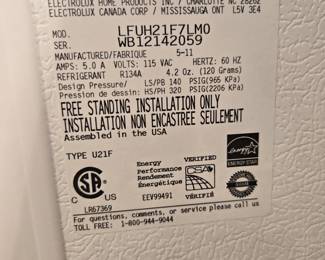 ELECTROLUX HOME PRODUCTS INC / CHARLOTTE NC 28262
ELECTROLUX CANADA CORP / MISSISSAUGA ONT L5V 3E4
MOD. LFUH21F7LM0
SER. WB12142059
MANUFACTURED/FABRIQUE 5-11
AMPS: 5.0 A VOLTS: 115 VAC HERTZ: 60 HZ
REFRIGERANT R134A 4.2 Oz. (120 Grams)
Design Pressure/ LS/PB 140 PSIG(965 KPa)
Pression de dessin: HS/PH 320 PSIG(2206 KPa)
FREE STANDING INSTALLATION ONLY
INSTALLATION NON ENCASTREE SEULEMENT
Assembled in the USA
TYPE U21F
Energy VERIFIED
Performance
Rendement
Énergétique
EEV99491 VÉRIFIÉ
ENERGY STAR
C US
LR67369
For questions, comments, or service call
TOLL FREE: 1-800-944-9044